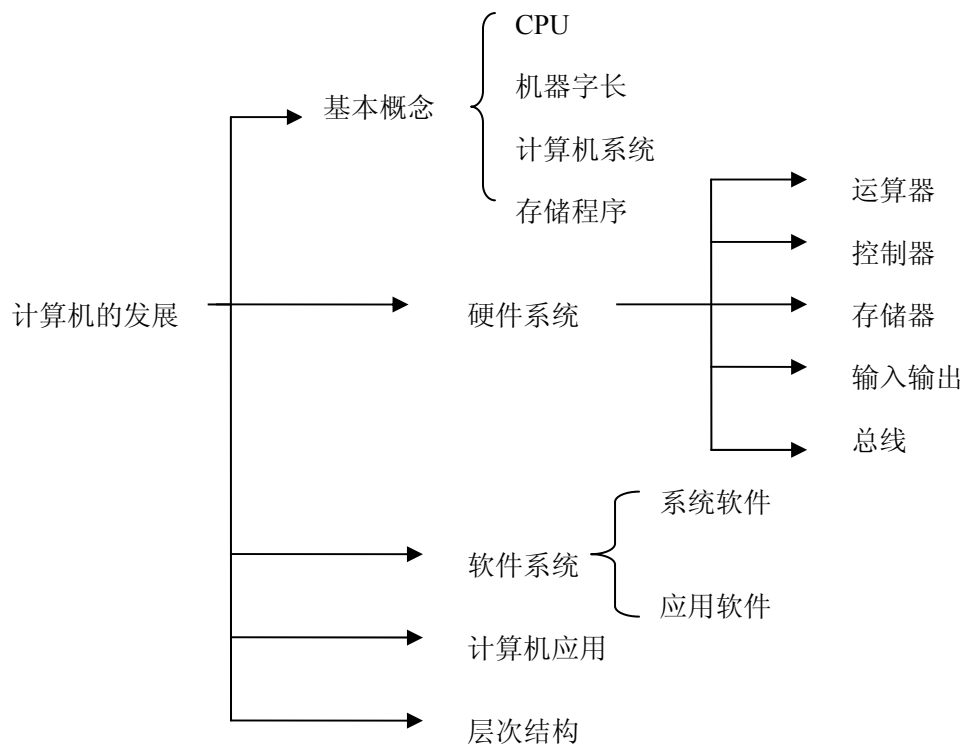 CPU
基本概念
机器字长
计算机系统
存储程序
运算器
控制器
计算机的发展
硬件系统
存储器
输入输出
总线
系统软件
软件系统
应用软件
计算机应用
层次结构